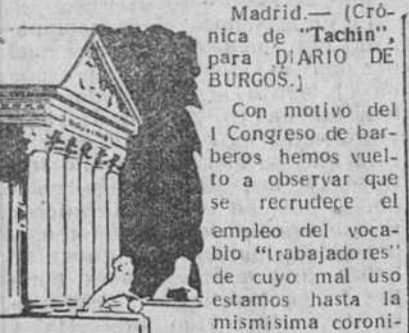 Madrid.— (Cró-
nica de "Tachin",
para DIARIO DE
BURGOS.)
Con motivo del
I Congreso de bar-
beros hemos vuel-
to a observar que
se recrudeçe el
empleo del voca-
blo "trabajadores"
de cuyo mal uso
estamos hasta la
mismísima coroni-